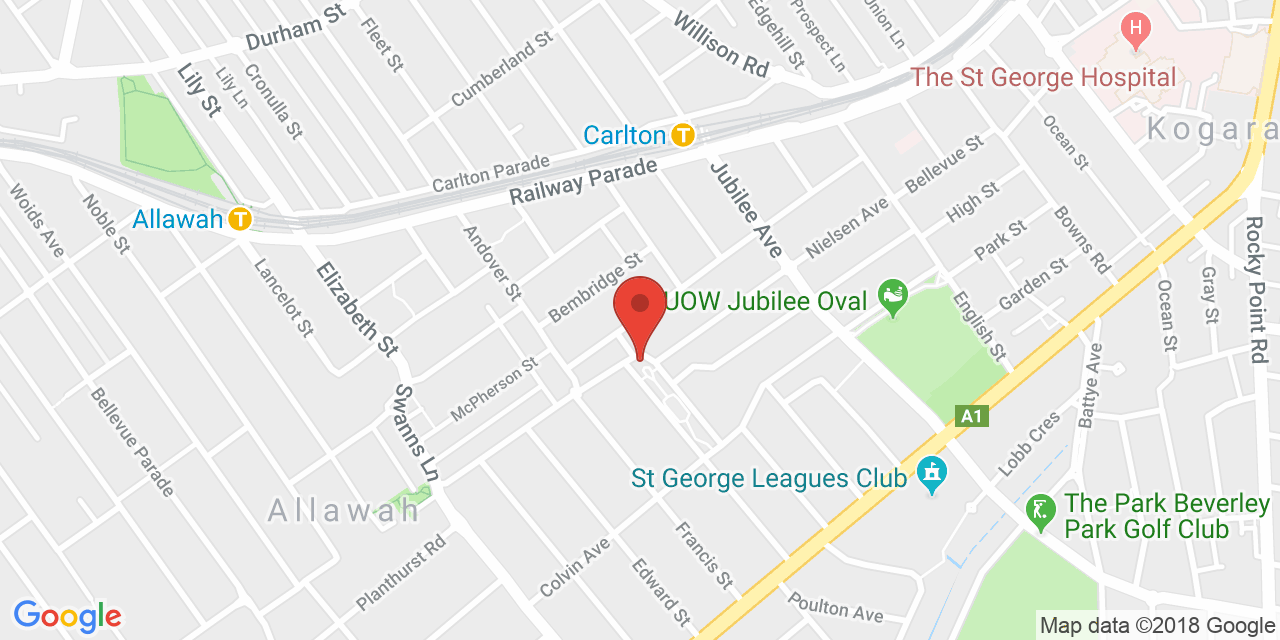 Durham St
Fleet St
Cumberland St
Willison Rd
Edgehill St
Prospect Ln
Union Ln
H
The St George Hospital
Lily St
Lily Ln
Cronulla St
Carlton
T
Kogara
Ocean St
Carlton Parade
Railway Parade
Jubilee Ave
Bellevue St
High St
Woids Ave
Noble St
Allawah
T
Andover St
Nielsen Ave
Park St
Bowns Rd
Lancelot St
Elizabeth St
Bembridge St
UOW Jubilee Oval
Garden St
English St
Ocean St
Gray St
Rocky Point Rd
McPherson St
Swanns Ln
Battye Ave
A1
Bellevue Parade
Lobb Cres
St George Leagues Club
Allawah
The Park Beverley
Park Golf Club
Planthurst Rd
Colvin Ave
Francis St
Edward St
Poulton Ave
Google
Map data ©2018 Google